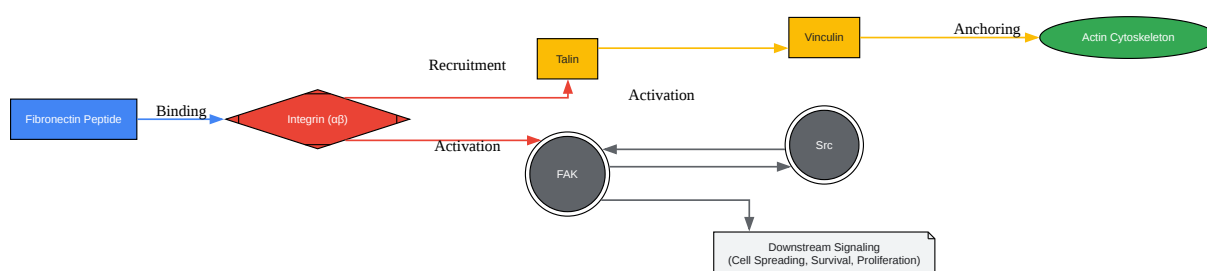 Fibronectin Peptide
Binding
Integrin (αβ)
Recruitment
Talin
Vinculin
Anchoring
Actin Cytoskeleton
Activation
Activation
FAK
Src
Downstream Signaling
(Cell Spreading, Survival, Proliferation)